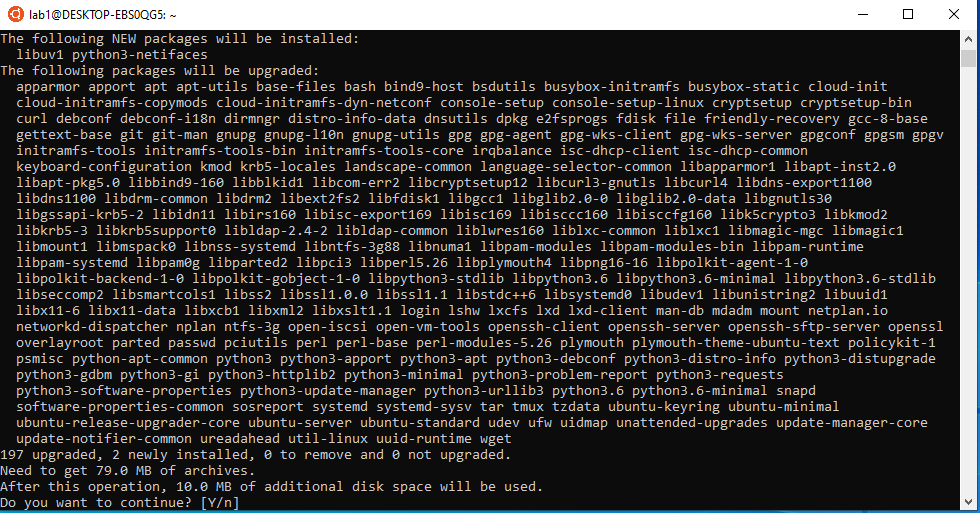 lab1@DESKTOP-EBS0QG5: ~
The following NEW packages will be installed:
libuv1 python3-netifaces
The following packages will be upgraded:
apparmor apport apt apt-utils base-files bash bind9-host bsdutils busybox-initramfs busybox-static cloud-init
cloud-initramfs-copymods cloud-initramfs-dyn-netconf console-setup console-setup-linux cryptsetup cryptsetup-bin
curl debconf debconf-i18n dirmngr distro-info-data dnsutils dpkg e2fsprogs fdisk file friendly-recovery gcc-8-base
gettext-base git git-man gnupg gnupg-l10n gnupg-utils gpg gpg-agent gpg-wks-client gpg-wks-server gpgconf gpgsm gpgv
initramfs-tools initramfs-tools-bin initramfs-tools-core irqbalance isc-dhcp-client isc-dhcp-common
keyboard-configuration kmod krb5-locales landscape-common language-selector-common libapparmor1 libapt-inst2.0
libapt-pkg5.0 libbind9-160 libblkid1 libcom-err2 libcryptsetup12 libcurl3-gnutls libcurl4 libdns-export1100
libdns1100 libdrm-common libdrm2 libext2fs2 libfdisk1 libgcc1 libglib2.0-0 libglib2.0-data libgnutls30
libgssapi-krb5-2 libidn11 libirs160 libisc-export169 libisc169 libisccc160 libisccfg160 libk5crypto3 libkmod2
libkrb5-3 libkrb5support0 libldap-2.4-2 libldap-common liblwres160 liblxc-common liblxc1 libmagic-mgc libmagic1
libmount1 libmspack0 libnss-systemd libntfs-3g88 libnuma1 libpam-modules libpam-modules-bin libpam-runtime
libpam-systemd libpam0g libparted2 libpci3 libperl5.26 libplymouth4 libpng16-16 libpolkit-agent-1-0
libpolkit-backend-1-0 libpolkit-gobject-1-0 libpython3-stdlib libpython3.6 libpython3.6-minimal libpython3.6-stdlib
libseccomp2 libsmartcols1 libss2 libssl1.0.0 libssl1.1 libstdc++6 libsystemd0 libudev1 libunistring2 libuuid1
libx11-6 libx11-data libxcb1 libxml2 libxslt1.1 login lshw lxcfs lxd lxd-client man-db mdadm mount netplan.io
networkd-dispatcher nplan ntfs-3g open-iscsi open-vm-tools openssh-client openssh-server openssh-sftp-server openssl
overlayroot parted passwd pciutils perl perl-base perl-modules-5.26 plymouth plymouth-theme-ubuntu-text policykit-1
psmisc python-apt-common python3 python3-apport python3-apt python3-debconf python3-distro-info python3-distupgrade
python3-gdbm python3-gi python3-httplib2 python3-minimal python3-problem-report python3-requests
python3-software-properties python3-update-manager python3-urllib3 python3.6 python3.6-minimal snapd
software-properties-common sosreport systemd systemd-sysv tar tmux tzdata ubuntu-keyring ubuntu-minimal
ubuntu-release-upgrader-core ubuntu-server ubuntu-standard udev ufw uidmap unattended-upgrades update-manager-core
update-notifier-common ureadahead util-linux uuid-runtime wget
197 upgraded, 2 newly installed, 0 to remove and 0 not upgraded.
Need to get 79.0 MB of archives.
After this operation, 10.0 MB of additional disk space will be used.
Do you want to continue? [Y/n]